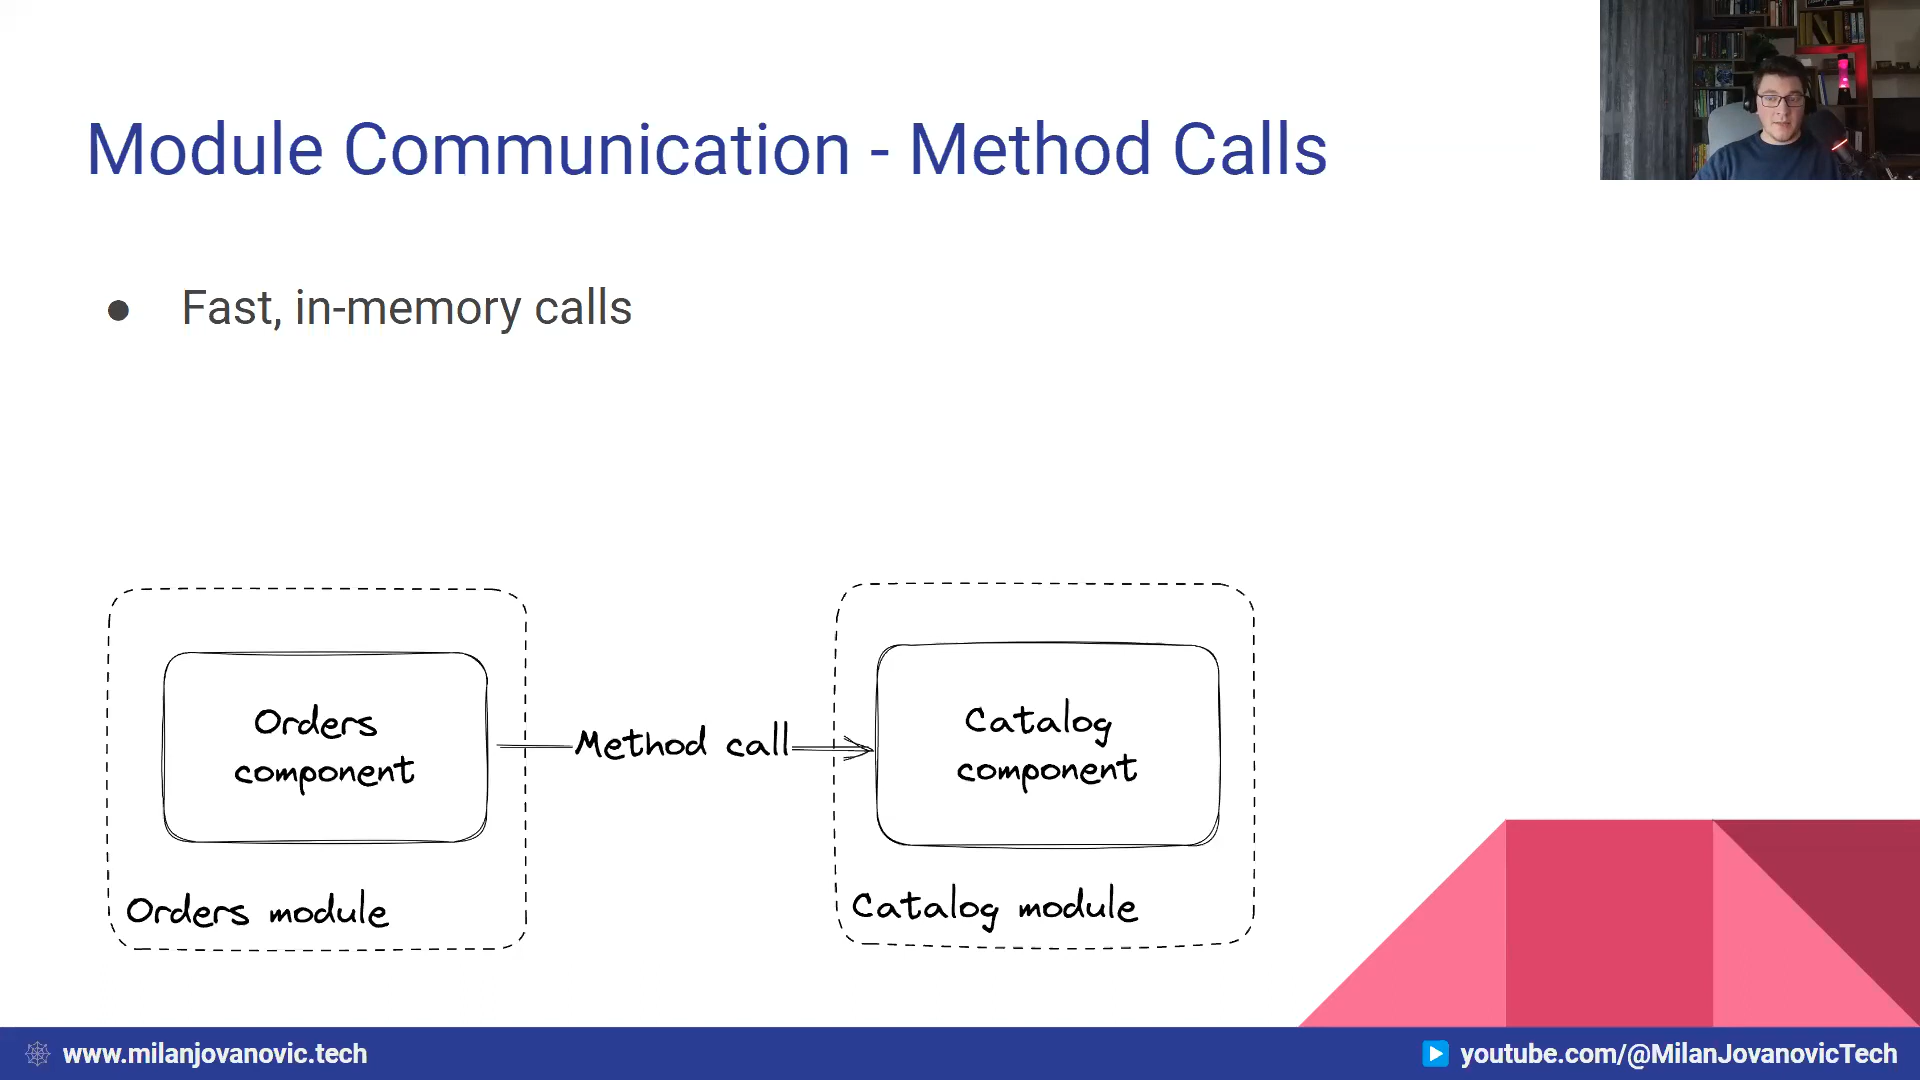 Module Communication - Method Calls
● Fast, in-memory calls
Orders
component
Orders module
Method call
Catalog
component
Catalog module
www.milanjovanovic.tech
youtube.com/@MilanJovanovicTech